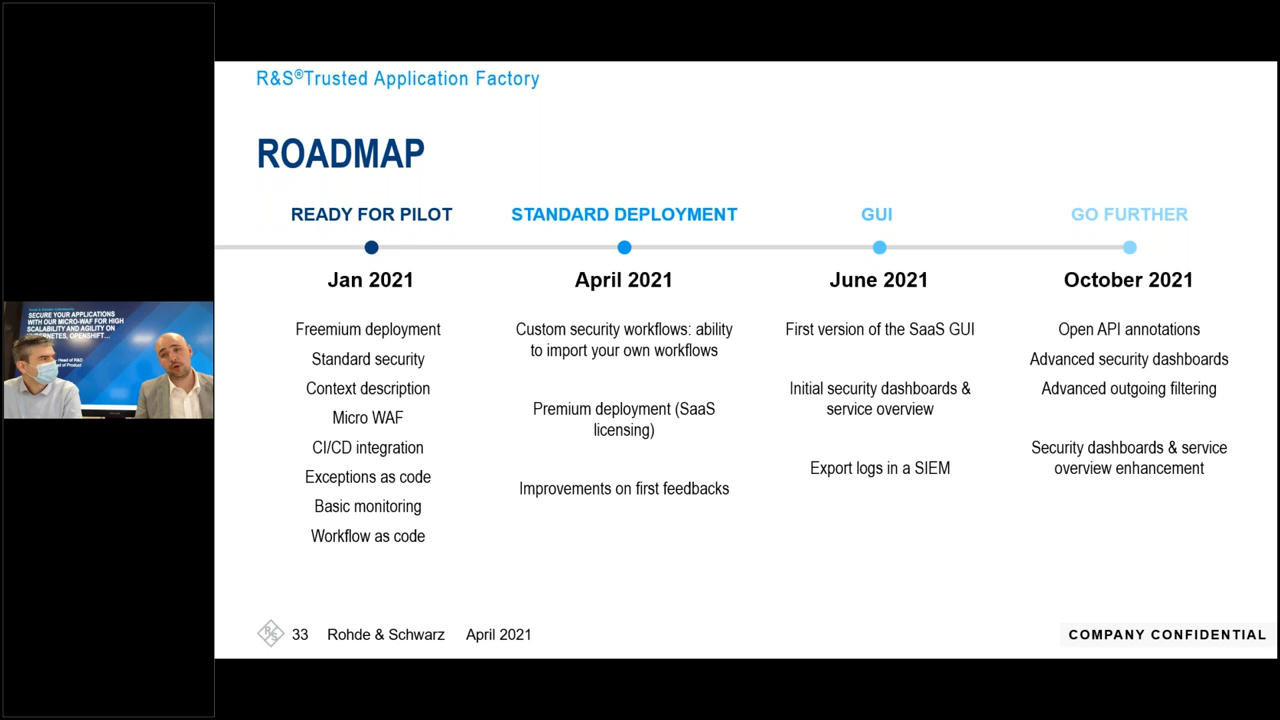 R&S®Trusted Application Factory
ROADMAP
READY FOR PILOT
Jan 2021
Freemium deployment
Standard security
Context description
Micro WAF
CI/CD integration
Exceptions as code
Basic monitoring
Workflow as code
STANDARD DEPLOYMENT
April 2021
Custom security workflows: ability
to import your own workflows
Premium deployment (SaaS
licensing)
Improvements on first feedbacks
GUI
June 2021
First version of the SaaS GUI
Initial security dashboards &
service overview
Export logs in a SIEM
GO FURTHER
October 2021
Open API annotations
Advanced security dashboards
Advanced outgoing filtering
Security dashboards & service
overview enhancement
SECURE YOUR APPLICATIONS
WITH OUR MICRO-WAF FOR HIGH
SCALABILITY AND AGILITY ON
OPENSHIFT...
Head of R&D
of Product
R&S
33 Rohde & Schwarz April 2021
COMPANY CONFIDENTIAL